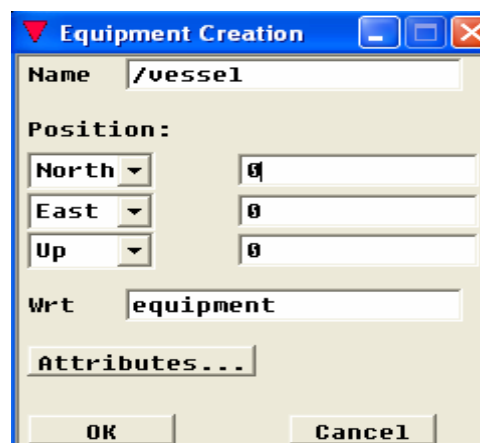 Equipment Creation
Name /vessel
Position:
North 0
East 0
Up 0
Wrt equipment
Attributes...
OK Cancel